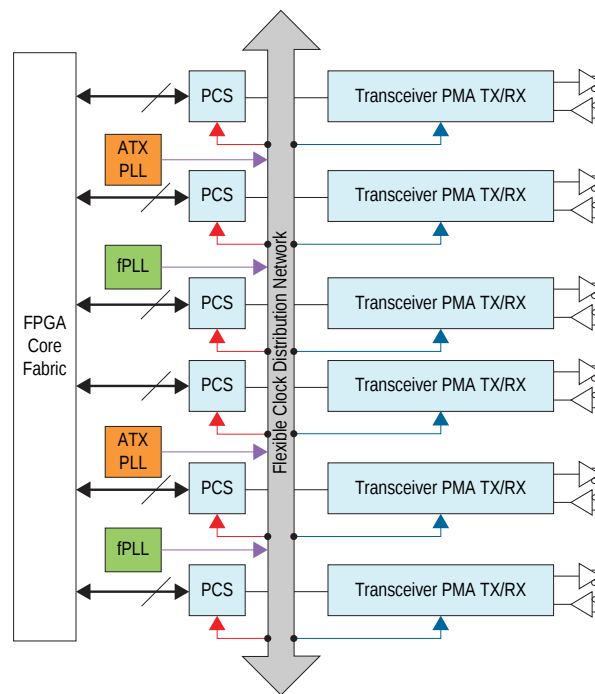 PCS
Transceiver PMA TX/RX
ATX
PLL
PCS
Transceiver PMA TX/RX
fPLL
PCS
Transceiver PMA TX/RX
FPGA
Core
Fabric
Flexible Clock Distribution Network
PCS
Transceiver PMA TX/RX
ATX
PLL
PCS
Transceiver PMA TX/RX
fPLL
PCS
Transceiver PMA TX/RX